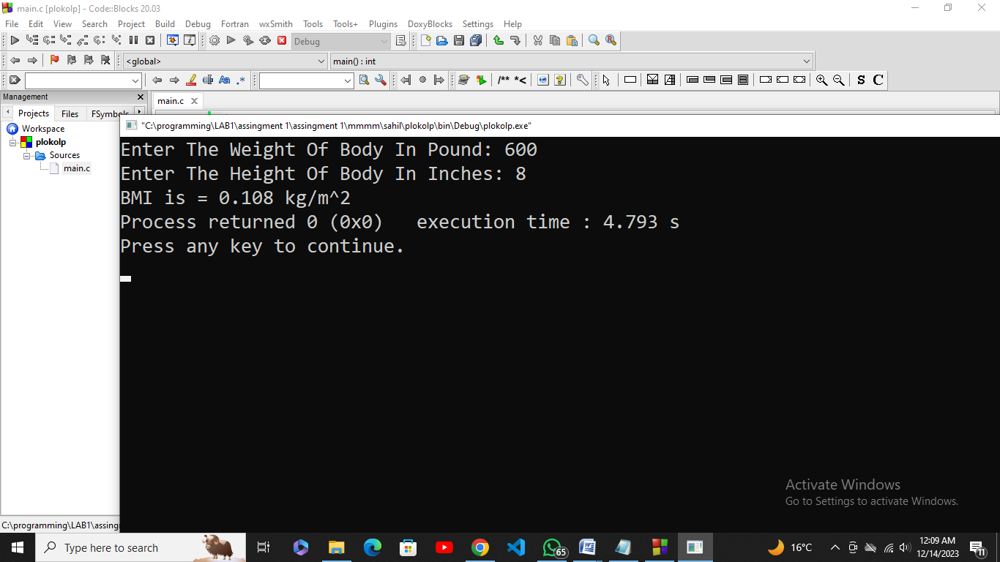 main.c [plokolp] - Code::Blocks 20.03
File Edit View Search Project Build Debug Fortran wxSmith Tools Tools+ Plugins DoxyBlocks Settings Help
Debug
<global> main() : int
/** *< S C
Management
main.c
Projects Files FSymbols
Workspace
plokolp
Sources
main.c
"C:\programming\LAB1\assingment 1\assingment 1\mmmm\sahil\plokolp\bin\Debug\plokolp.exe"
Enter The Weight Of Body In Pound: 600
Enter The Height Of Body In Inches: 8
BMI is = 0.108 kg/m^2
Process returned 0 (0x0)   execution time : 4.793 s
Press any key to continue.
Activate Windows
Go to Settings to activate Windows.
C:\programming\LAB1\assing
Type here to search
65
16°C
12:09 AM
12/14/2023
11